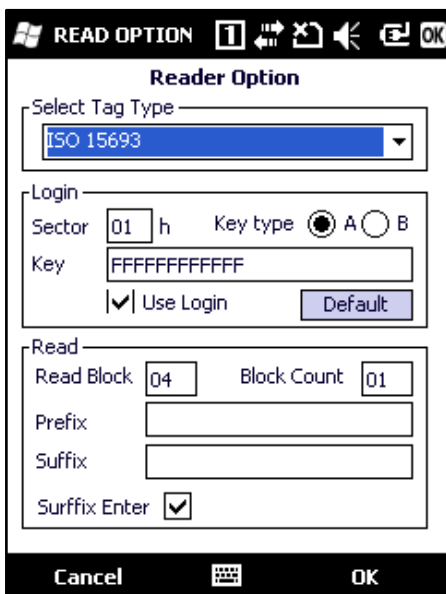 READ OPTION 1 OK
Reader Option
Select Tag Type
ISO 15693
Login
Sector 01 h Key type A B
Key FFFFFFFFFFFF
Use Login Default
Read
Read Block 04 Block Count 01
Prefix
Suffix
Surffix Enter
Cancel OK